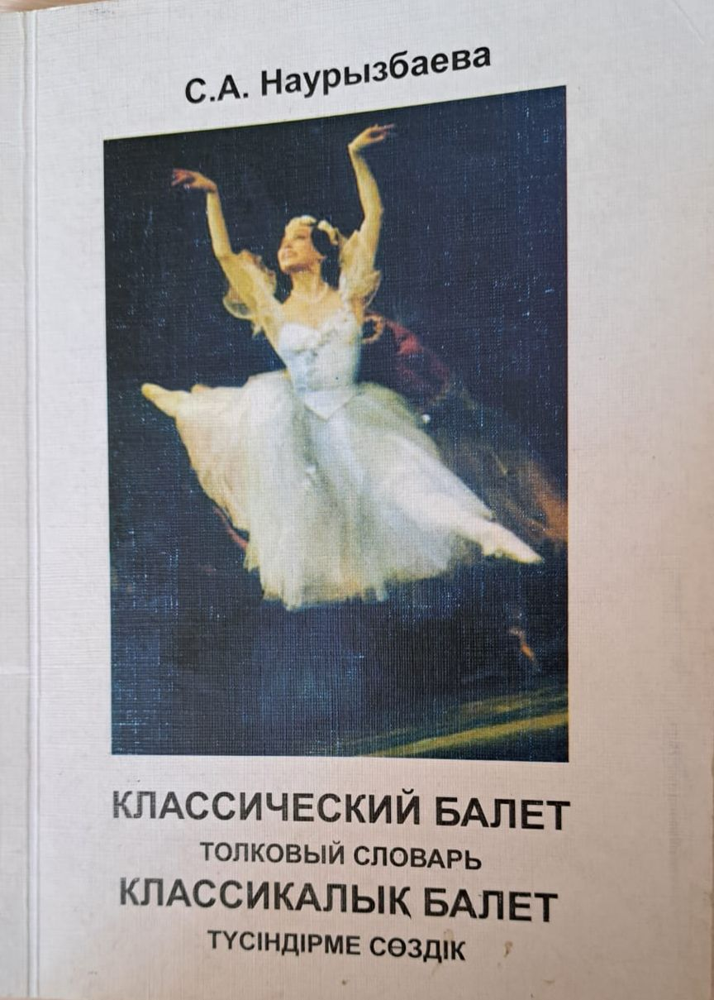 С.А. Наурызбаева
КЛАССИЧЕСКИЙ БАЛЕТ
ТОЛКОВЫЙ СЛОВАРЬ
КЛАССИКАЛЫҚ БАЛЕТ
ТҮСІНДІРМЕ СӨЗДІК